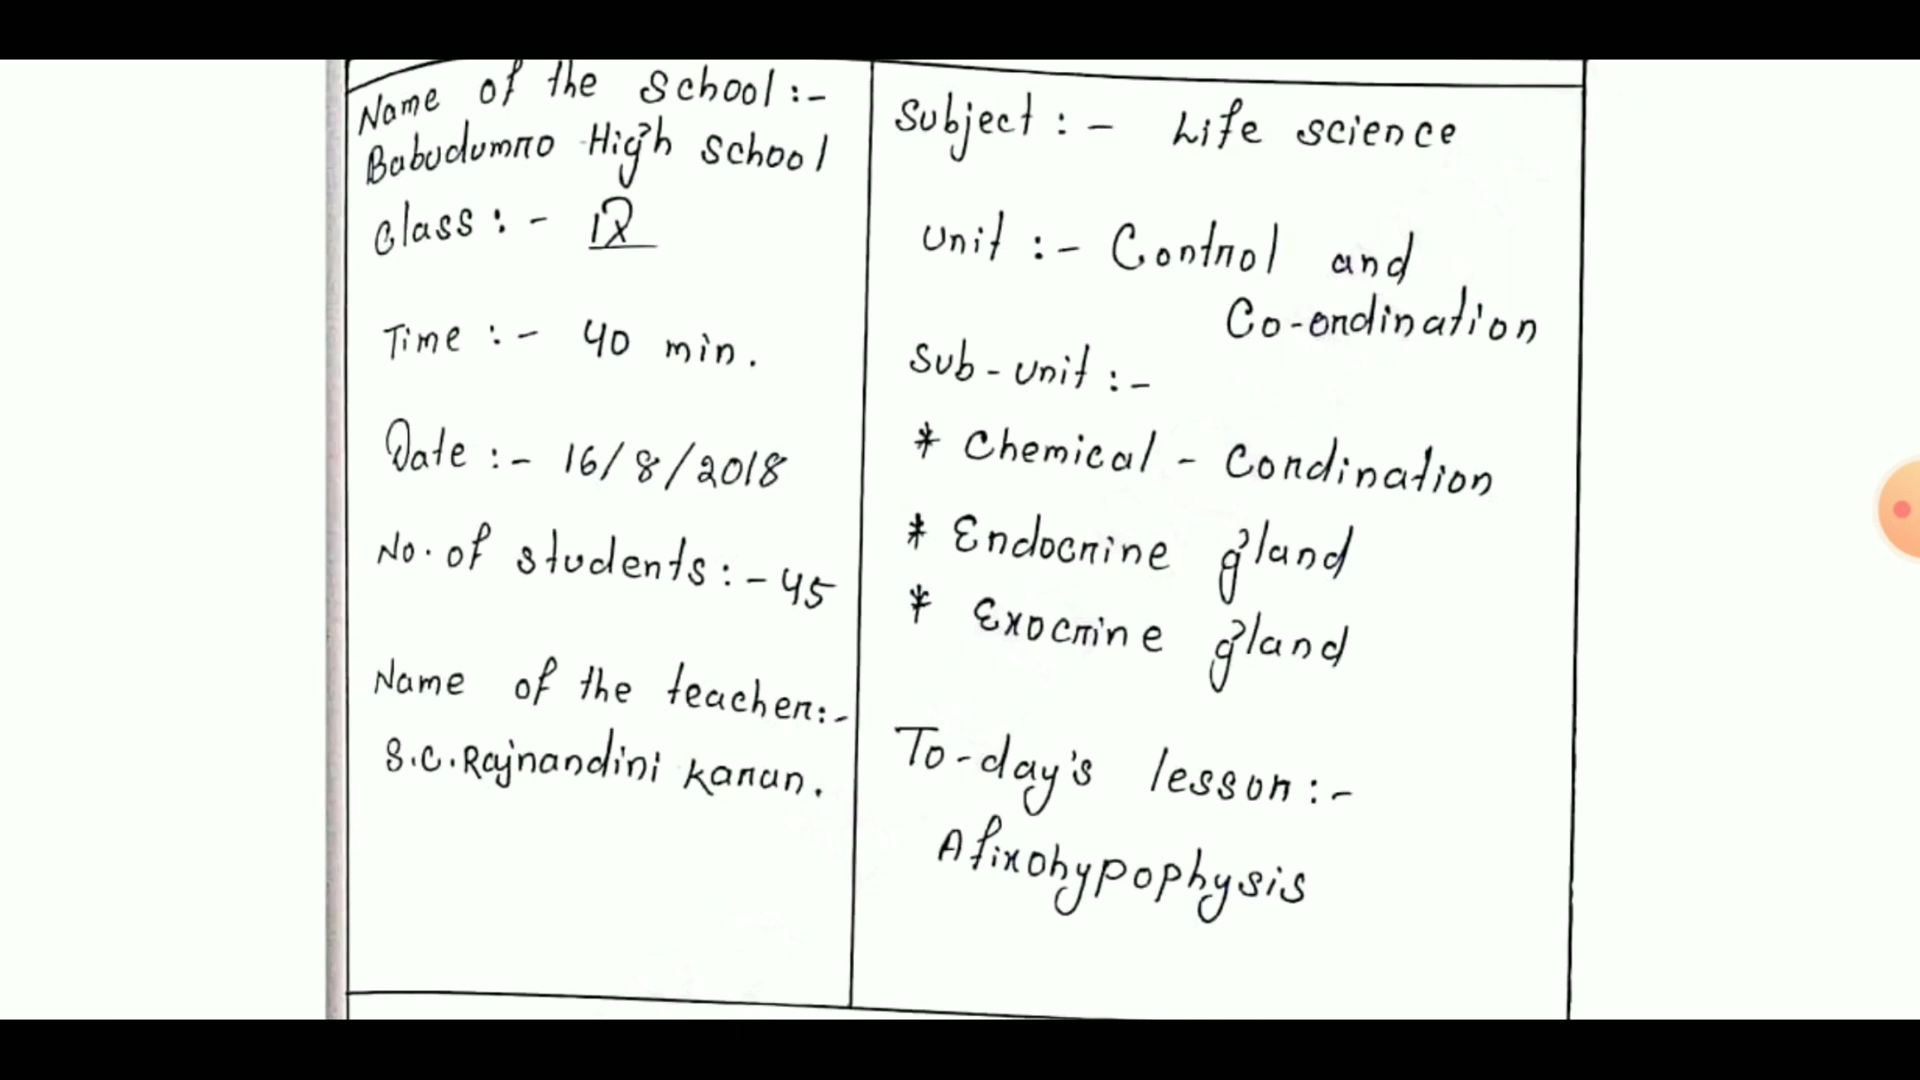 Name of the School:-
Babudumro High School
Class:- IX
Time:- 40 min.
Date:- 16/8/2018
No. of students:- 45
Name of the teacher:-
S.C. Rajnandini Karan.
Subject:- Life science
Unit:- Control and
Co-ordination
Sub-unit:-
* Chemical - Cordination
* Endocrine gland
* Exocrine gland
To-day's lesson:-
Afixohypophysis